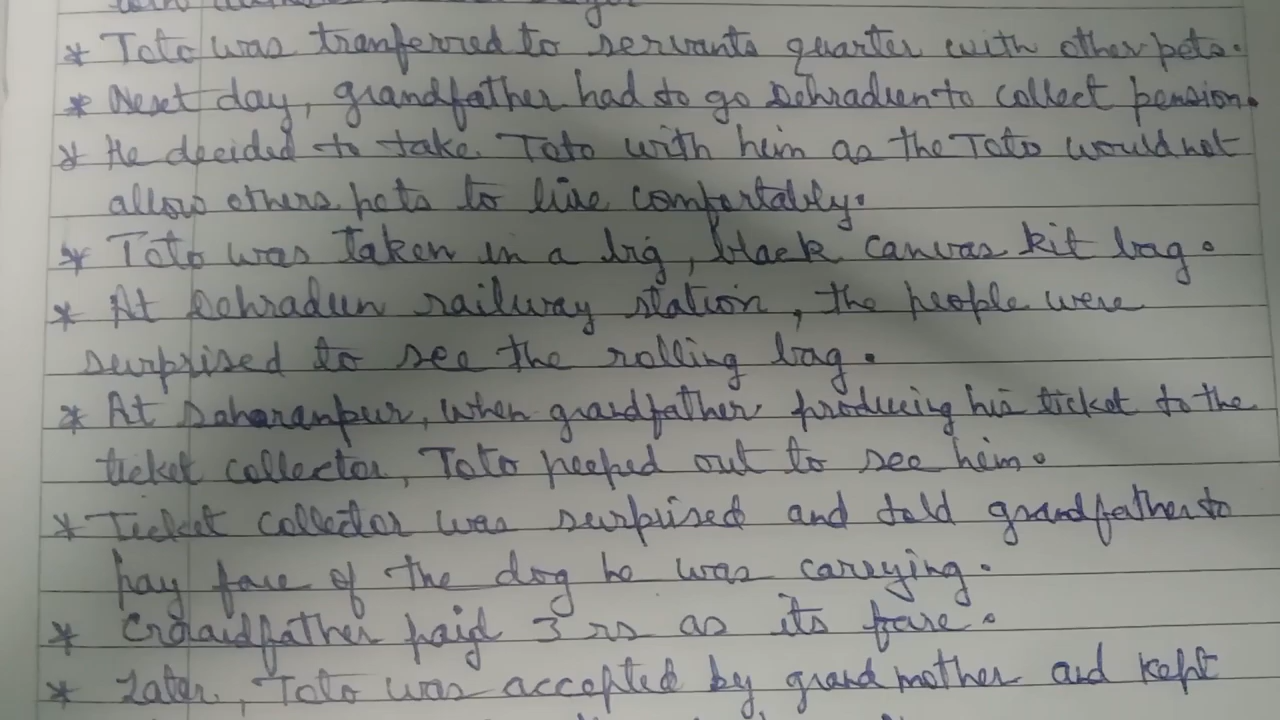 * Toto was tranferred to servants quarter with other pets.
* Next day, grandfather had to go Dehradun to collect pension.
* He decided to take Toto with him as the Toto would not
allow others pets to live comfortably.
* Toto was taken in a big, black canvas kit bag.
* At Dehradun railway station, the people were
surprised to see the rolling bag.
* At Saharanpur, when grandfather producing his ticket to the
ticket collector, Toto peeped out to see him.
* Ticket collector was surprised and told grandfather to
pay fare of the dog he was carrying.
* Grandfather paid 3 rs as its fare.
* Later, Toto was accepted by grand mother and kept